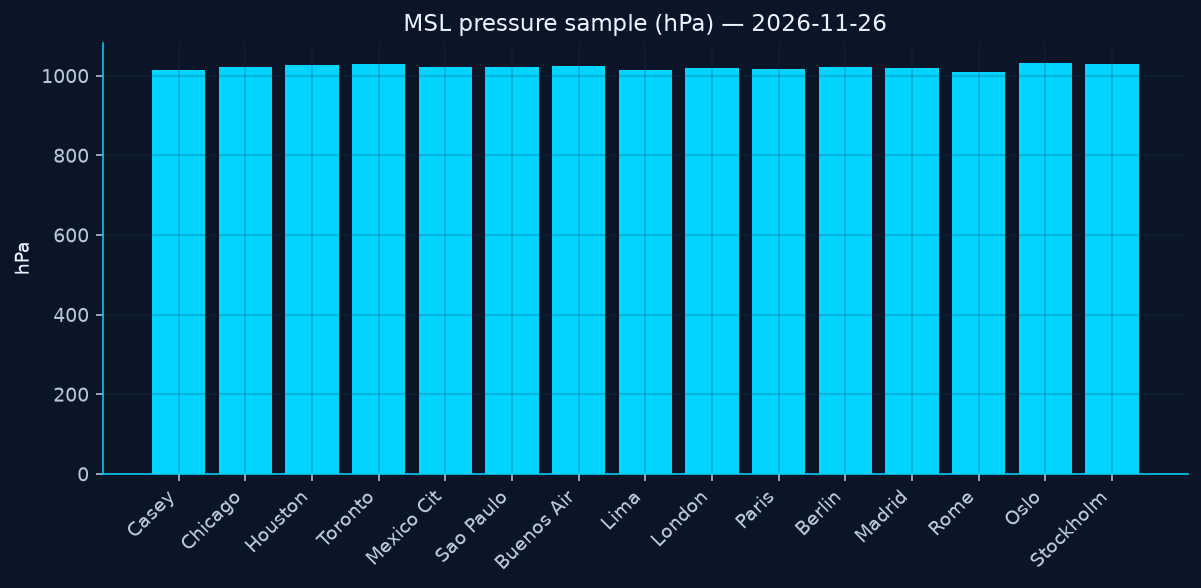 MSL pressure sample (hPa) — 2026-11-26
hPa
1000
800
600
400
200
0
Casey
Chicago
Houston
Toronto
Mexico Cit
Sao Paulo
Buenos Air
Lima
London
Paris
Berlin
Madrid
Rome
Oslo
Stockholm